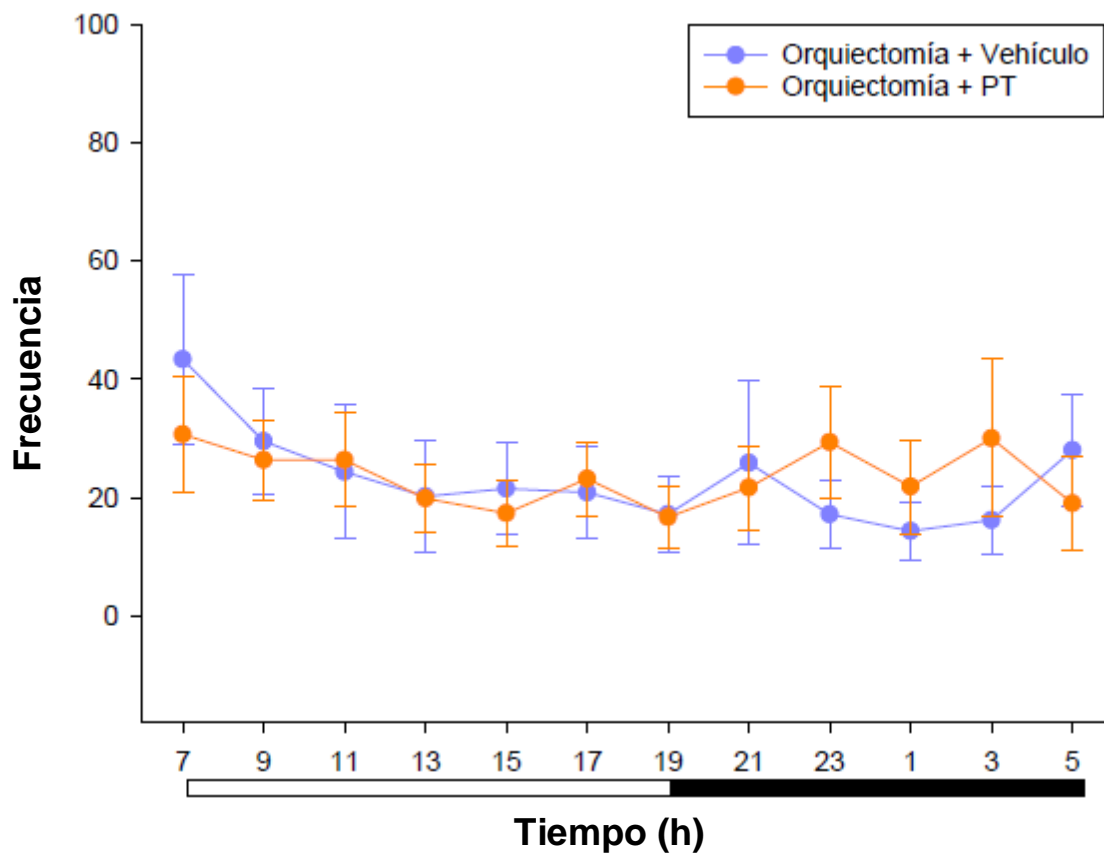 100
80
60
40
20
0
Frecuencia
Orquiectomía + Vehículo
Orquiectomía + PT
7 9 11 13 15 17 19 21 23 1 3 5
Tiempo (h)